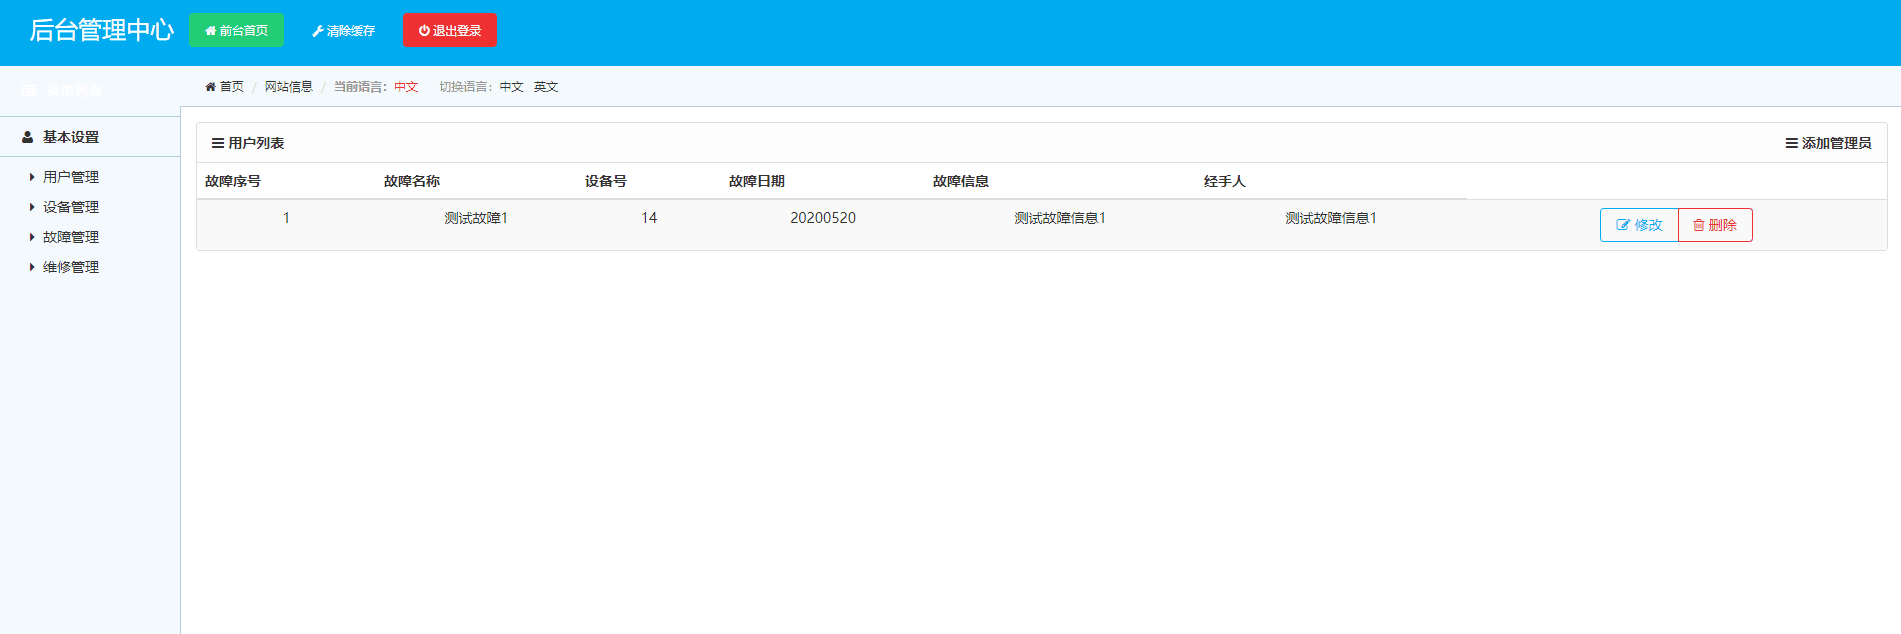 后台管理中心 前台首页 清除缓存 退出登录
菜单列表
首页 / 网站信息 / 当前语言：中文 切换语言：中文 英文
基本设置
用户管理
设备管理
故障管理
维修管理
用户列表 添加管理员
故障序号 故障名称 设备号 故障日期 故障信息 经手人
1 测试故障1 14 20200520 测试故障信息1 测试故障信息1 修改 删除